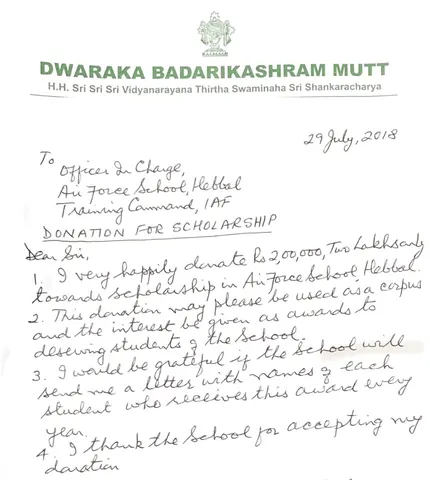 DWARAKA BADARIKASHRAM MUTT
H.H. Sri Sri Sri Vidyanarayana Thirtha Swaminaha Sri Shankaracharya
29 July, 2018
To
Officer In Charge,
Air Force School, Hebbal
Training Command, IAF
DONATION FOR SCHOLARSHIP
Dear Sir,
1. I very happily donate Rs 2,00,000, Two Lakhs only
towards scholarship in Air Force School Hebbal.
2. This donation may please be used as a corpus
and the interest be given as awards to
deserving students of the School.
3. I would be grateful if the School will
send me a letter with names of each
student who receives this award every
year.
4. I thank the School for accepting my
donation